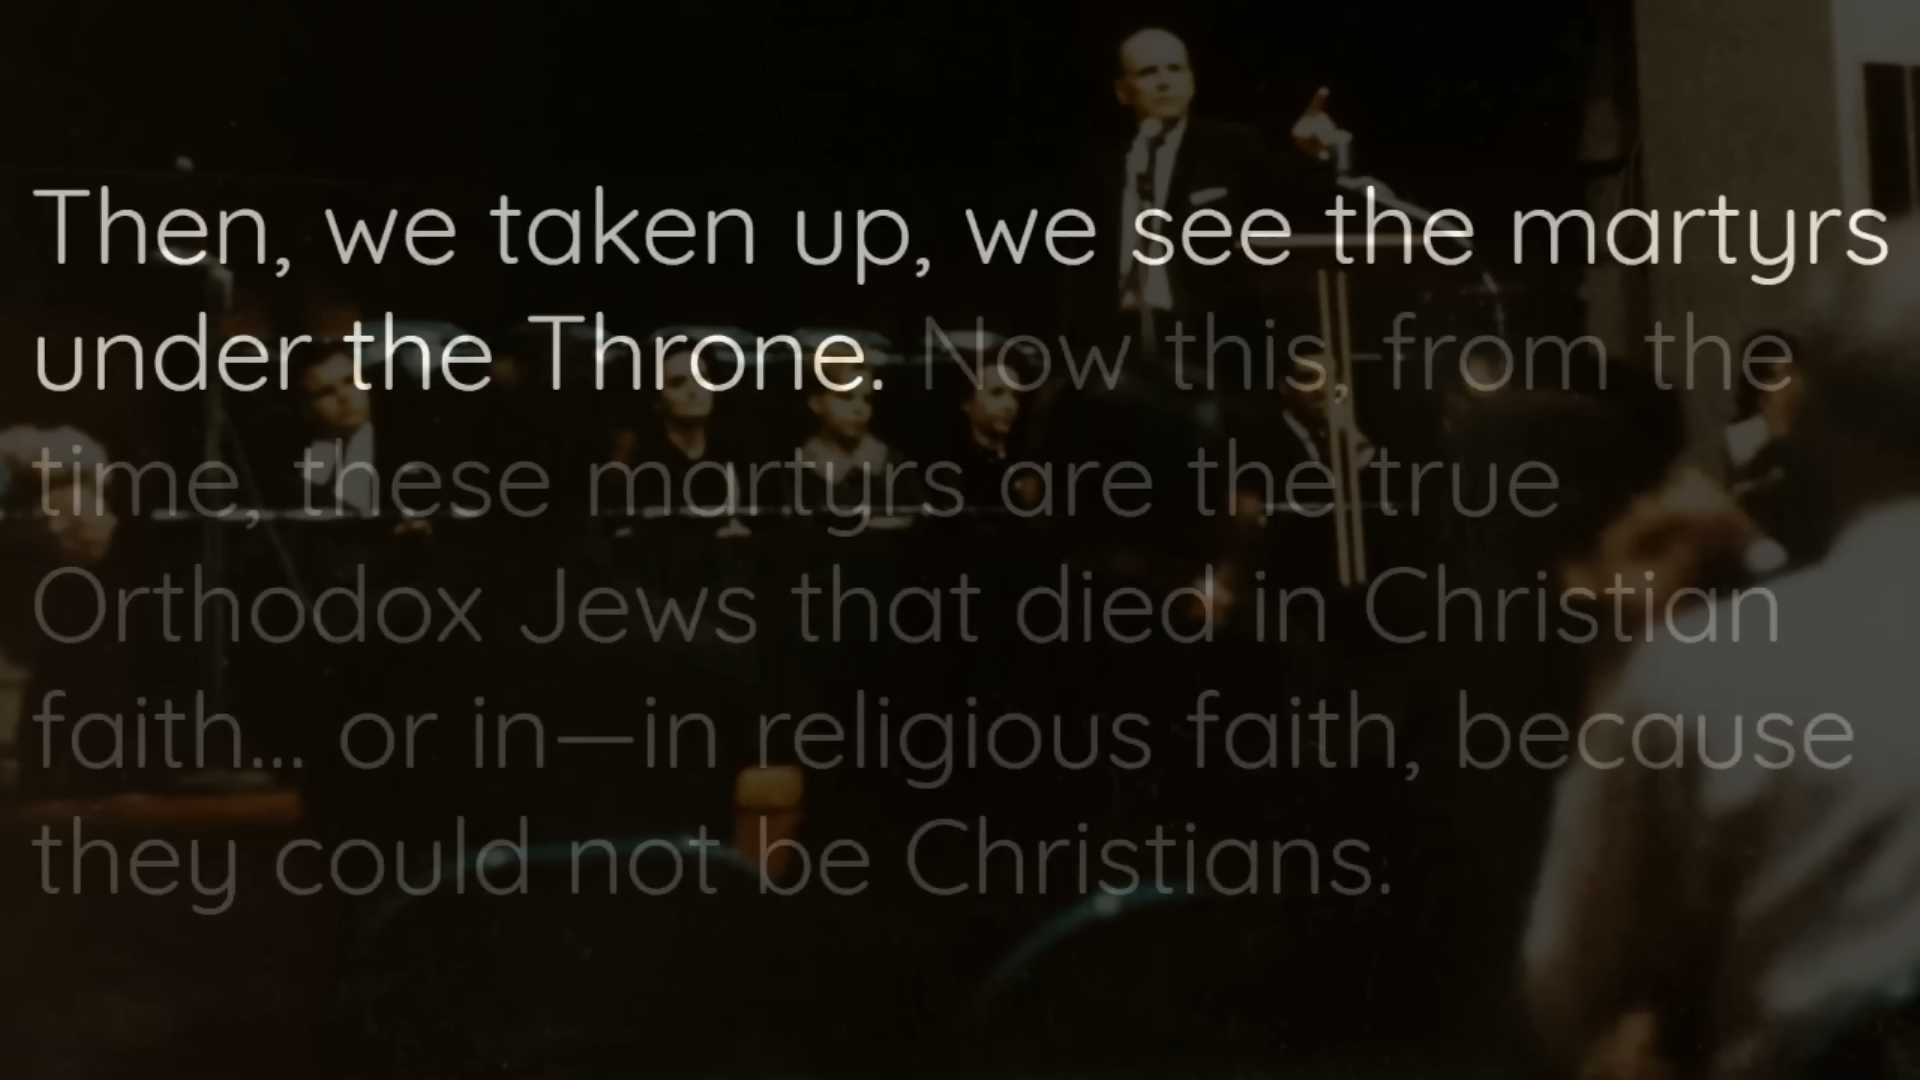 Then, we taken up, we see the martyrs
under the Throne. Now this, from the
time, these martyrs are the true
Orthodox Jews that died in Christian
faith... or in—in religious faith, because
they could not be Christians.